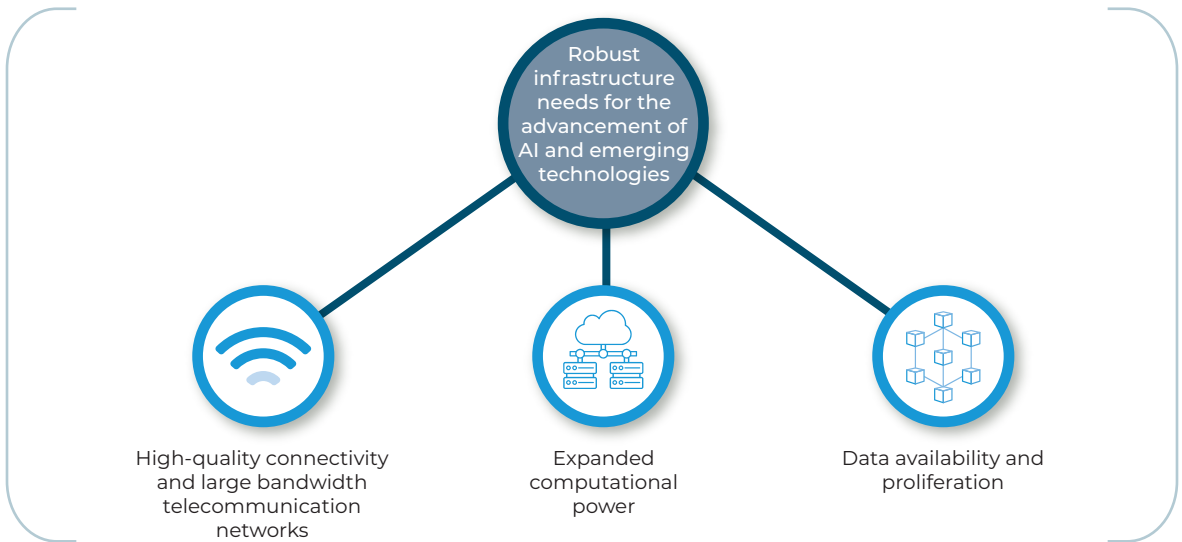 Robust
infrastructure
needs for the
advancement of
AI and emerging
technologies
High-quality connectivity
and large bandwidth
telecommunication
networks
Expanded
computational
power
Data availability and
proliferation